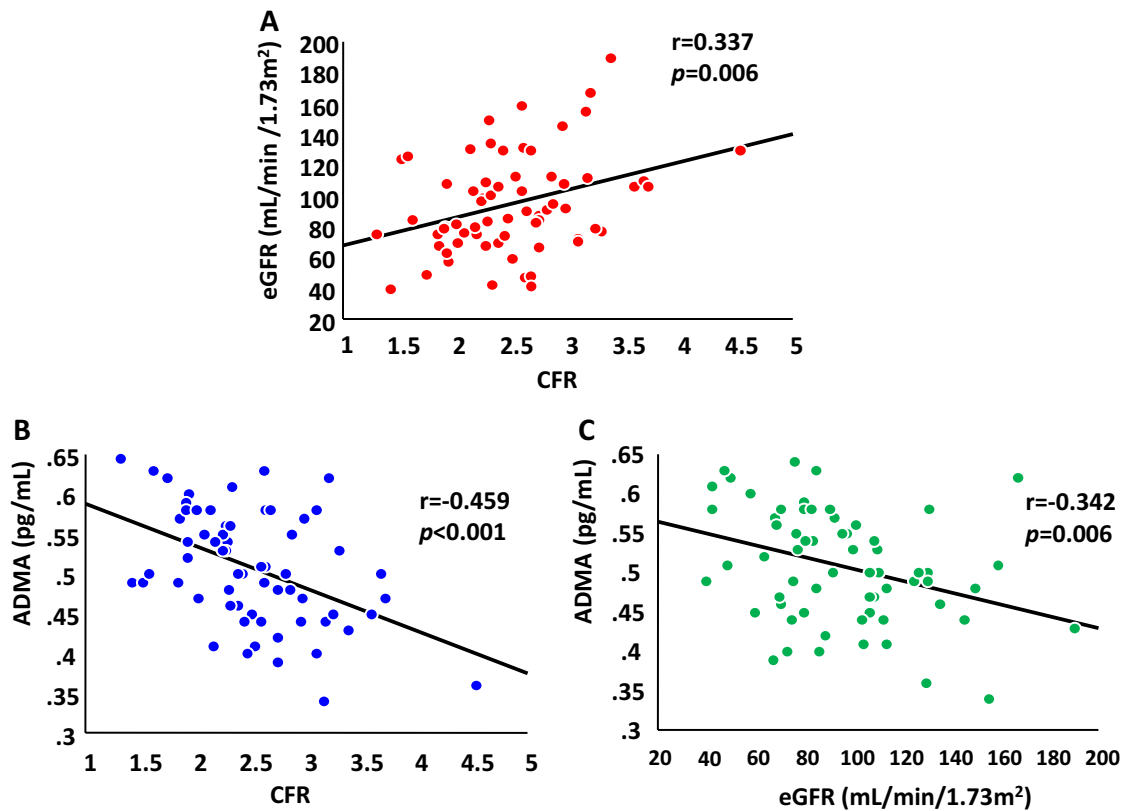 A
r=0.337
p=0.006
eGFR (mL/min /1.73m²)
200
180
160
140
120
100
80
60
40
20
1 1.5 2 2.5 3 3.5 4 4.5 5
CFR
B
r=-0.459
p<0.001
ADMA (pg/mL)
.65
.6
.55
.5
.45
.4
.35
.3
1 1.5 2 2.5 3 3.5 4 4.5 5
CFR
C
r=-0.342
p=0.006
ADMA (pg/mL)
.65
.6
.55
.5
.45
.4
.35
.3
20 40 60 80 100 120 140 160 180 200
eGFR (mL/min/1.73m²)